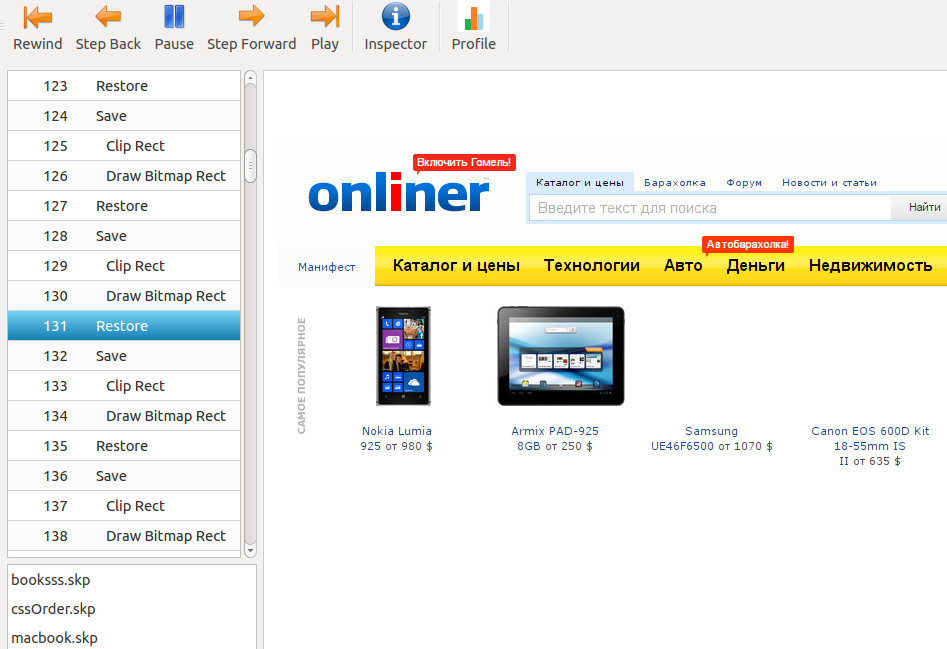 Rewind Step Back Pause Step Forward Play Inspector Profile
123 Restore
124 Save
125 Clip Rect
126 Draw Bitmap Rect
127 Restore
128 Save
129 Clip Rect
130 Draw Bitmap Rect
131 Restore
132 Save
133 Clip Rect
134 Draw Bitmap Rect
135 Restore
136 Save
137 Clip Rect
138 Draw Bitmap Rect
booksss.skp
cssOrder.skp
macbook.skp
Включить Гомель!
onliner™
Каталог и цены Барахолка Форум Новости и статьи
Введите текст для поиска Найти
Автобарахолка!
Манифест Каталог и цены Технологии Авто Деньги Недвижимость
САМОЕ ПОПУЛЯРНОЕ
Nokia Lumia
925 от 980 $
Armix PAD-925
8GB от 250 $
Samsung
UE46F6500 от 1070 $
Canon EOS 600D Kit
18-55mm IS
II от 635 $